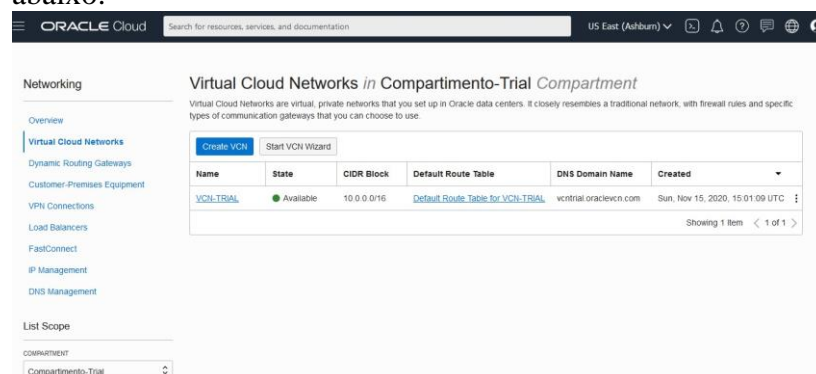 abaixo:
ORACLE Cloud
Search for resources, services, and documentation
US East (Ashburn)
Networking
Overview
Virtual Cloud Networks
Dynamic Routing Gateways
Customer-Premises Equipment
VPN Connections
Load Balancers
FastConnect
IP Management
DNS Management
List Scope
COMPARTMENT
Compartimento-Trial
Virtual Cloud Networks in Compartimento-Trial Compartment
Virtual Cloud Networks are virtual, private networks that you set up in Oracle data centers. It closely resembles a traditional network, with firewall rules and specific
types of communication gateways that you can choose to use.
Create VCN Start VCN Wizard
Name State CIDR Block Default Route Table DNS Domain Name Created
VCN-TRIAL Available 10.0.0.0/16 Default Route Table for VCN-TRIAL vcntrial.oraclevcn.com Sun, Nov 15, 2020, 15:01:09 UTC
Showing 1 Item < 1 of 1 >